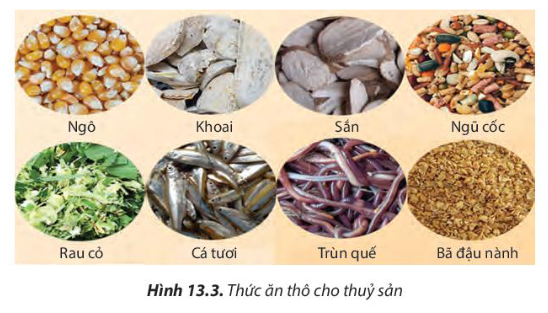 Ngô
Khoai
Sắn
Ngũ cốc
Rau cỏ
Cá tươi
Trùn quế
Bã đậu nành
Hình 13.3. Thức ăn thô cho thuỷ sản